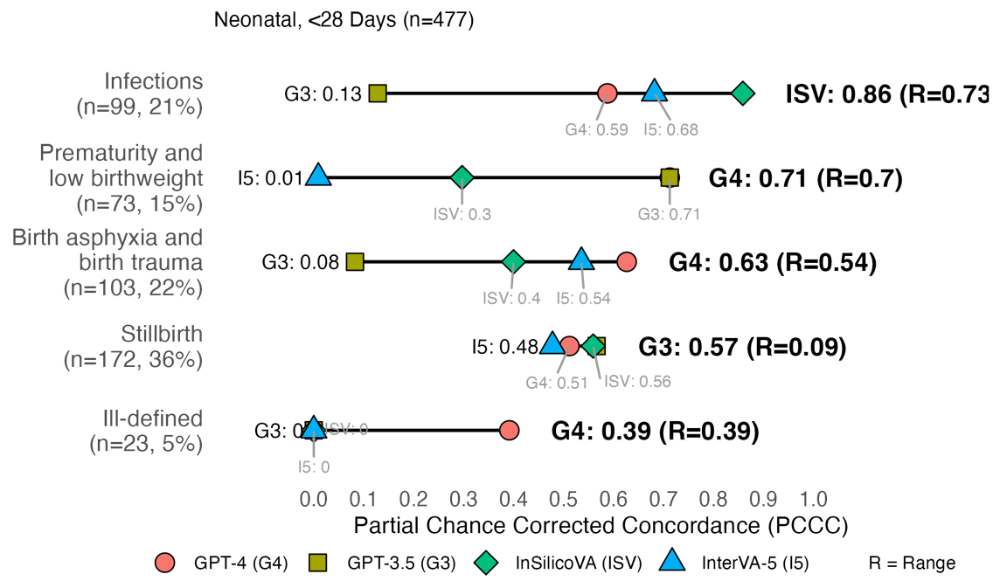 Neonatal, <28 Days (n=477)
Infections
(n=99, 21%)
G3: 0.13
G4: 0.59
I5: 0.68
ISV: 0.86 (R=0.73
Prematurity and
low birthweight
(n=73, 15%)
I5: 0.01
ISV: 0.3
G3: 0.71
G4: 0.71 (R=0.7)
Birth asphyxia and
birth trauma
(n=103, 22%)
G3: 0.08
ISV: 0.4
I5: 0.54
G4: 0.63 (R=0.54)
Stillbirth
(n=172, 36%)
I5: 0.48
G4: 0.51
ISV: 0.56
G3: 0.57 (R=0.09)
Ill-defined
(n=23, 5%)
G3: 0
ISV: 0
I5: 0
G4: 0.39 (R=0.39)
0.0 0.1 0.2 0.3 0.4 0.5 0.6 0.7 0.8 0.9 1.0
Partial Chance Corrected Concordance (PCCC)
GPT-4 (G4) GPT-3.5 (G3) InSilicoVA (ISV) InterVA-5 (I5) R = Range